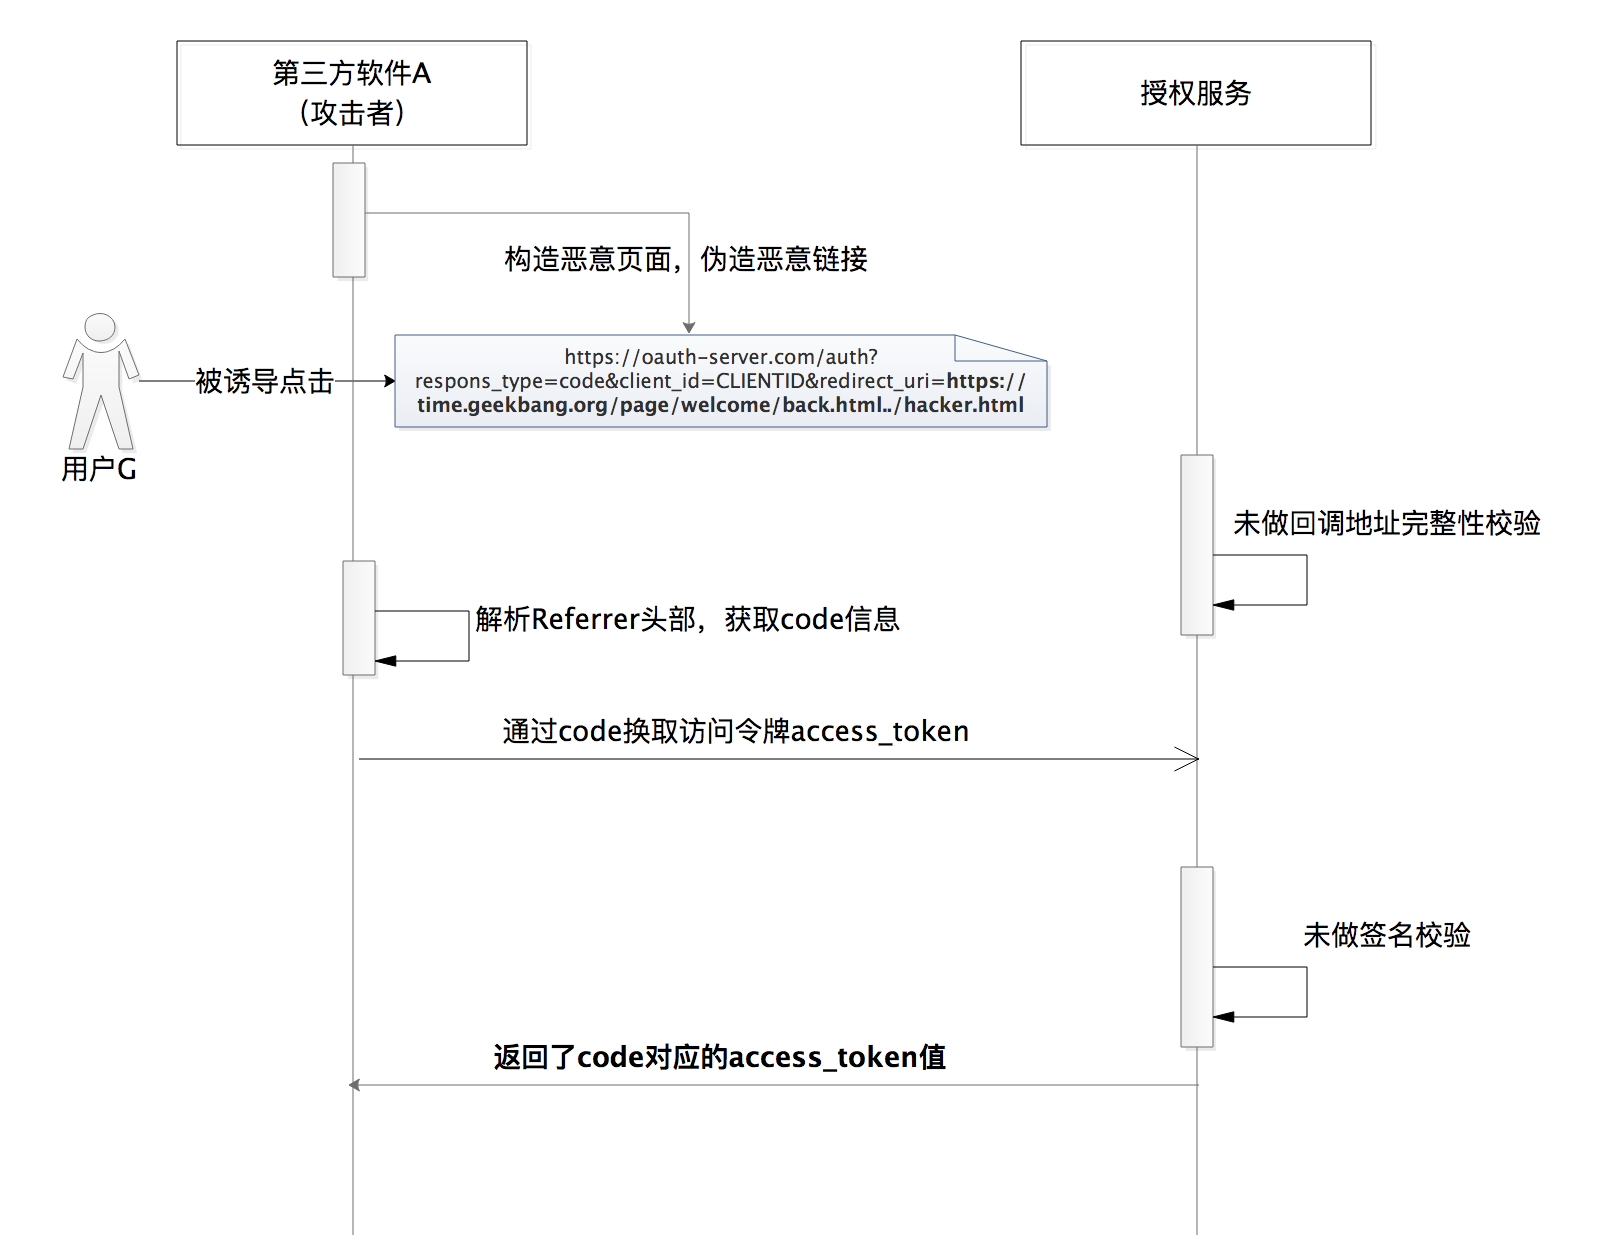 第三方软件A
（攻击者）
授权服务
构造恶意页面，伪造恶意链接
https://oauth-server.com/auth?
respons_type=code&client_id=CLIENTID&redirect_uri=https://
time.geekbang.org/page/welcome/back.html../hacker.html
被诱导点击
用户G
未做回调地址完整性校验
解析Referrer头部，获取code信息
通过code换取访问令牌access_token
未做签名校验
返回了code对应的access_token值